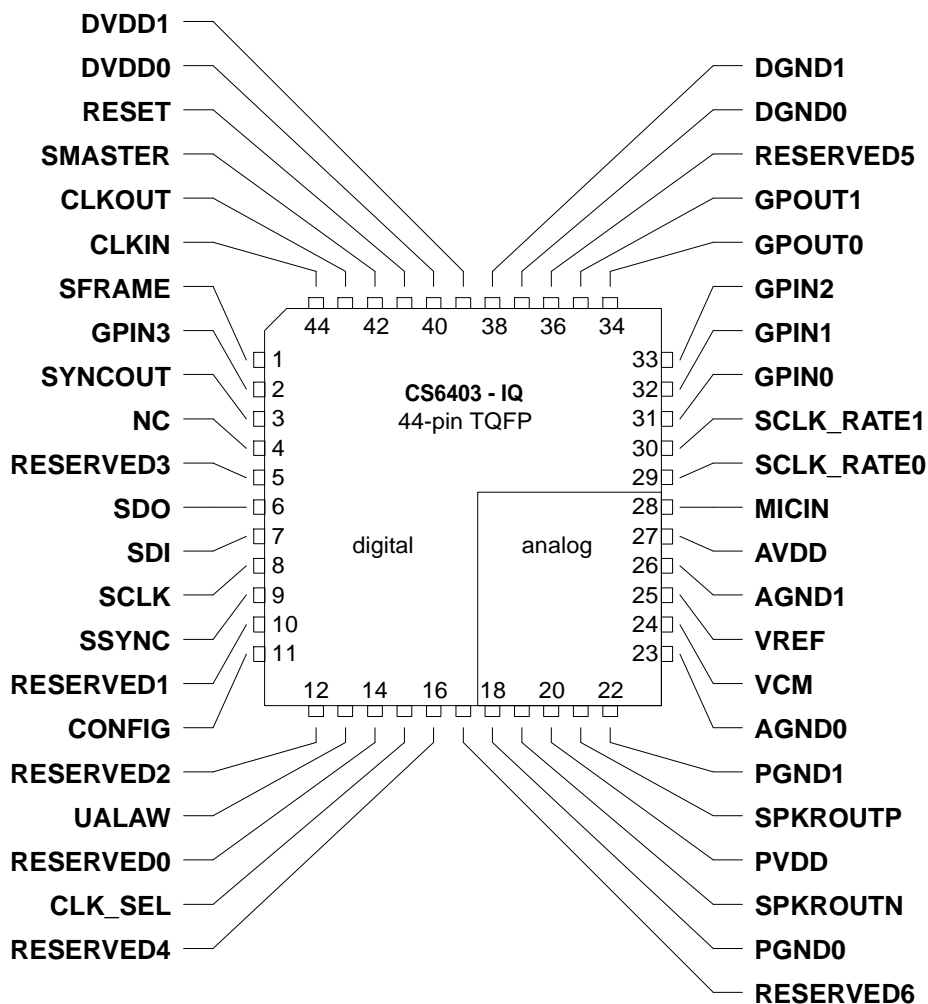 DVDD1
DVDD0
RESET
SMASTER
CLKOUT
CLKIN
SFRAME
GPIN3
SYNCOUT
NC
RESERVED3
SDO
SDI
SCLK
SSYNC
RESERVED1
CONFIG
RESERVED2
UALAW
RESERVED0
CLK_SEL
RESERVED4
44 42 40 38 36 34
1
2
3
4
5
6
7
8
9
10
11
CS6403 - IQ
44-pin TQFP
digital
analog
12 14 16 18 20 22
33
32
31
30
29
28
27
26
25
24
23
DGND1
DGND0
RESERVED5
GPOUT1
GPOUT0
GPIN2
GPIN1
GPIN0
SCLK_RATE1
SCLK_RATE0
MICIN
AVDD
AGND1
VREF
VCM
AGND0
PGND1
SPKROUTP
PVDD
SPKROUTN
PGND0
RESERVED6